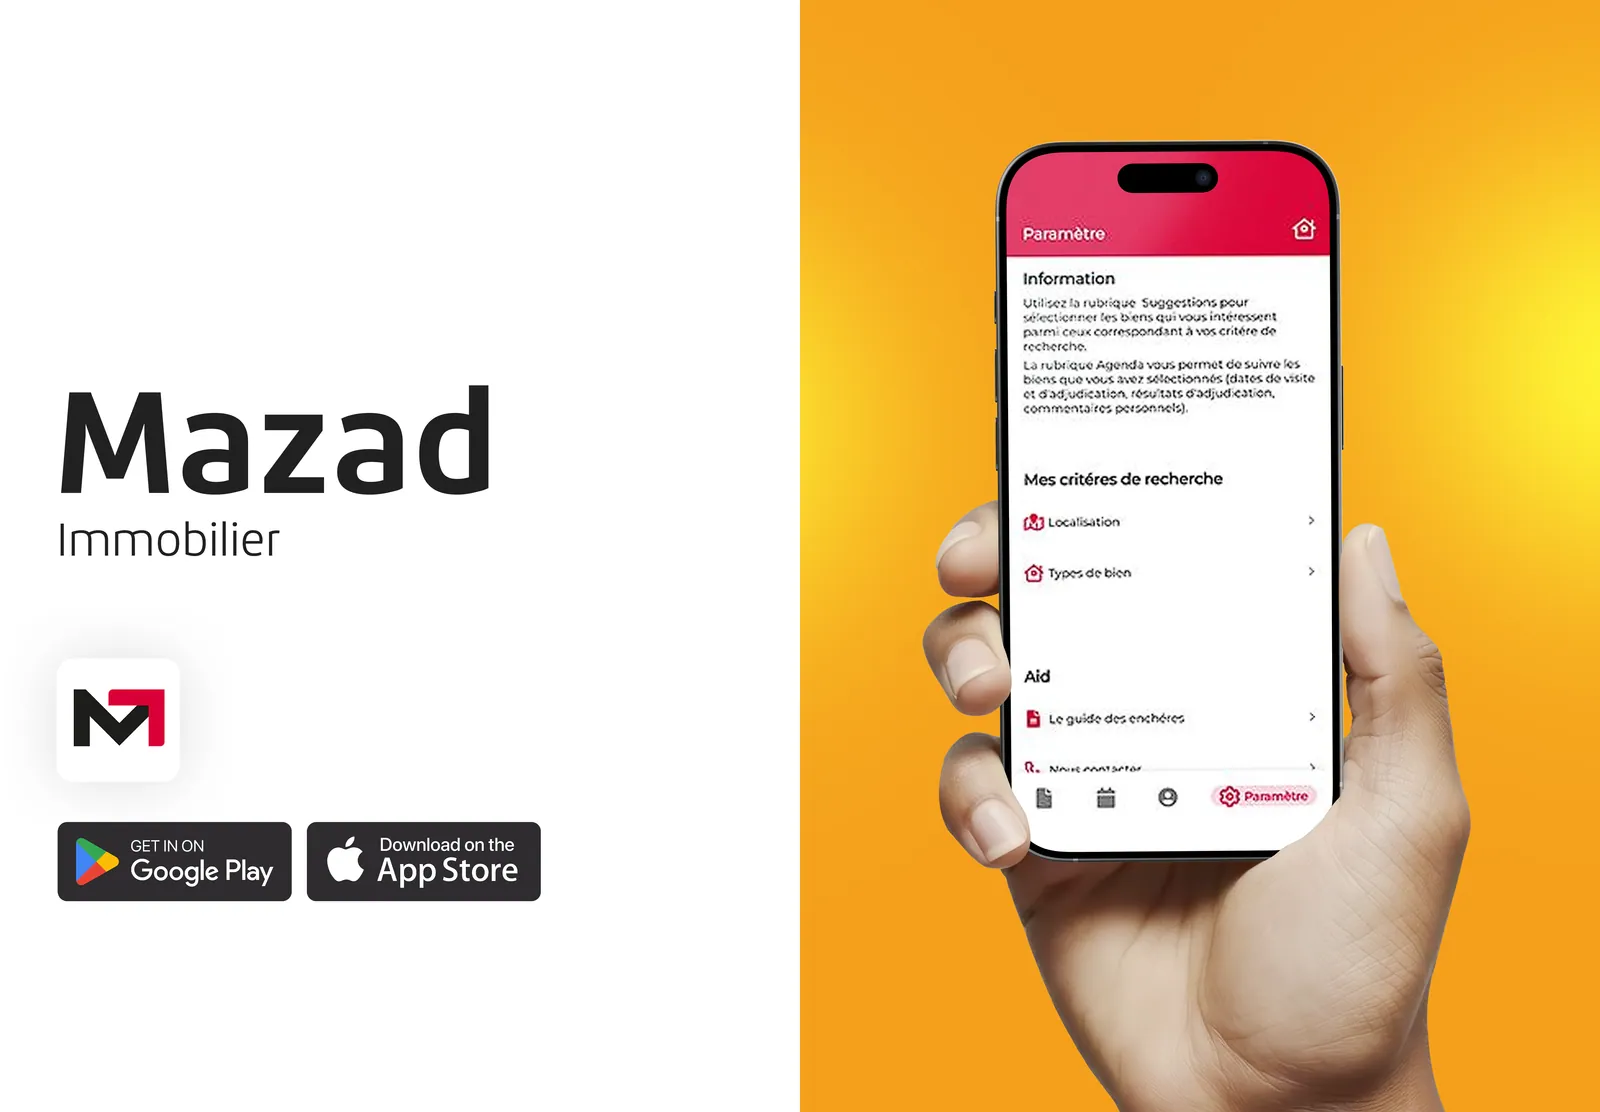 Mazad
Immobilier
GET IN ON
Google Play
Download on the
App Store
Paramètre
Information
Utilisez la rubrique Suggestions pour
sélectionner les biens qui vous intéressent
parmi ceux correspondant à vos critére de
recherche.
La rubrique Agenda vous permet de suivre les
biens que vous avez sélectionnés (dates de visite
et d'adjudication, résultats d'adjudication,
commentaires personnels).
Mes critéres de recherche
Localisation
Types de bien
Aid
Le guide des enchéres
Nous contacter
Paramètre